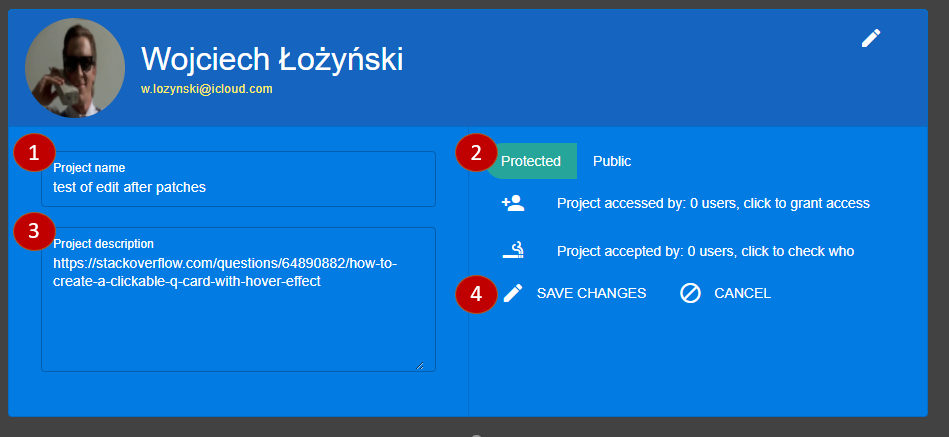 Wojciech Łożyński
w.lozynski@icloud.com
1
Project name
test of edit after patches
2
Protected Public
Project accessed by: 0 users, click to grant access
3
Project description
https://stackoverflow.com/questions/64890882/how-to-
create-a-clickable-q-card-with-hover-effect
Project accepted by: 0 users, click to check who
4
SAVE CHANGES CANCEL